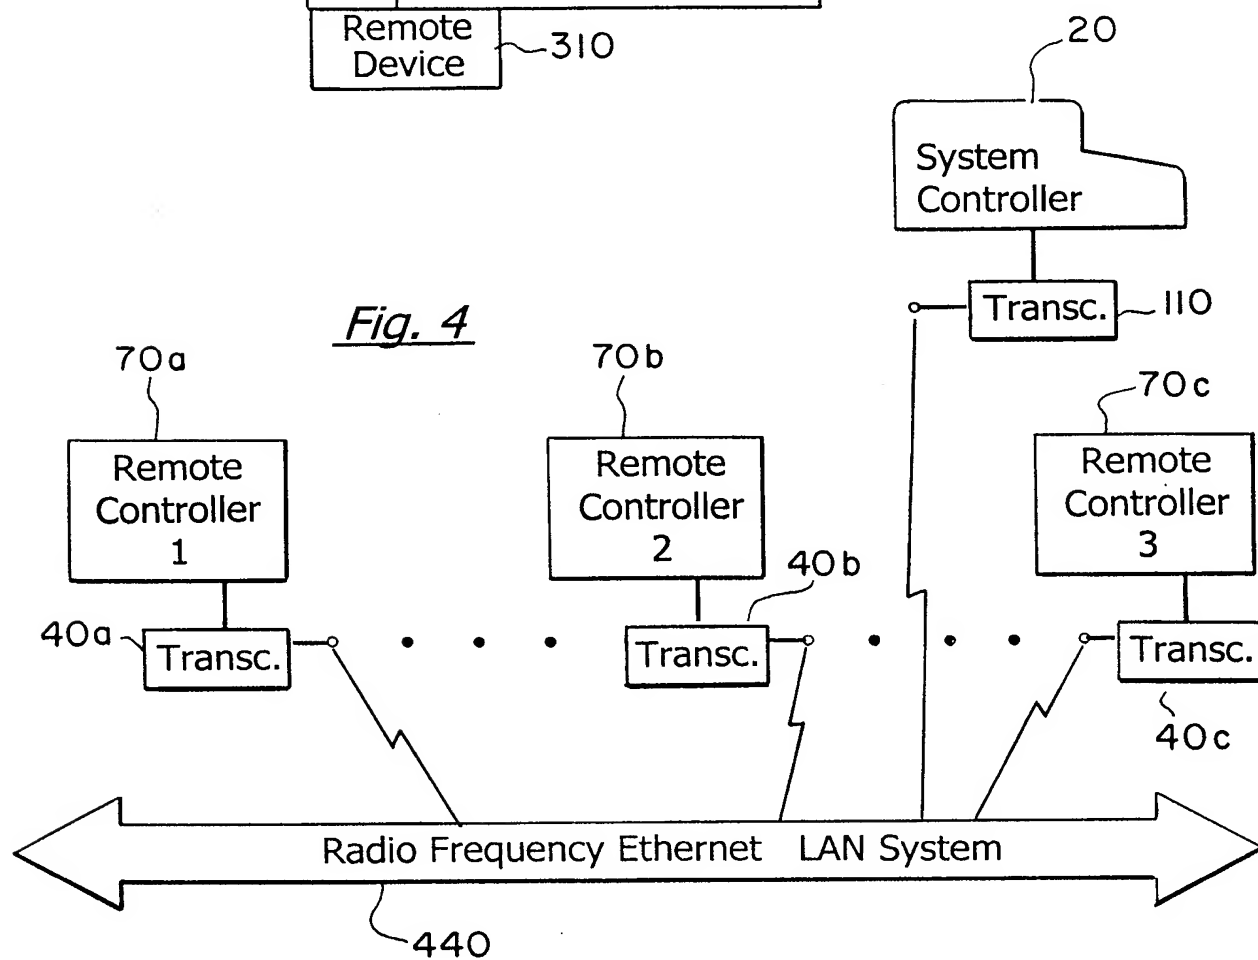 Remote
Device
310
20
System
Controller
Transc.
110
Fig. 4
70a
70b
70c
Remote
Controller
1
Remote
Controller
2
Remote
Controller
3
40a
Transc.
40b
Transc.
Transc.
40c
Radio Frequency Ethernet LAN System
440